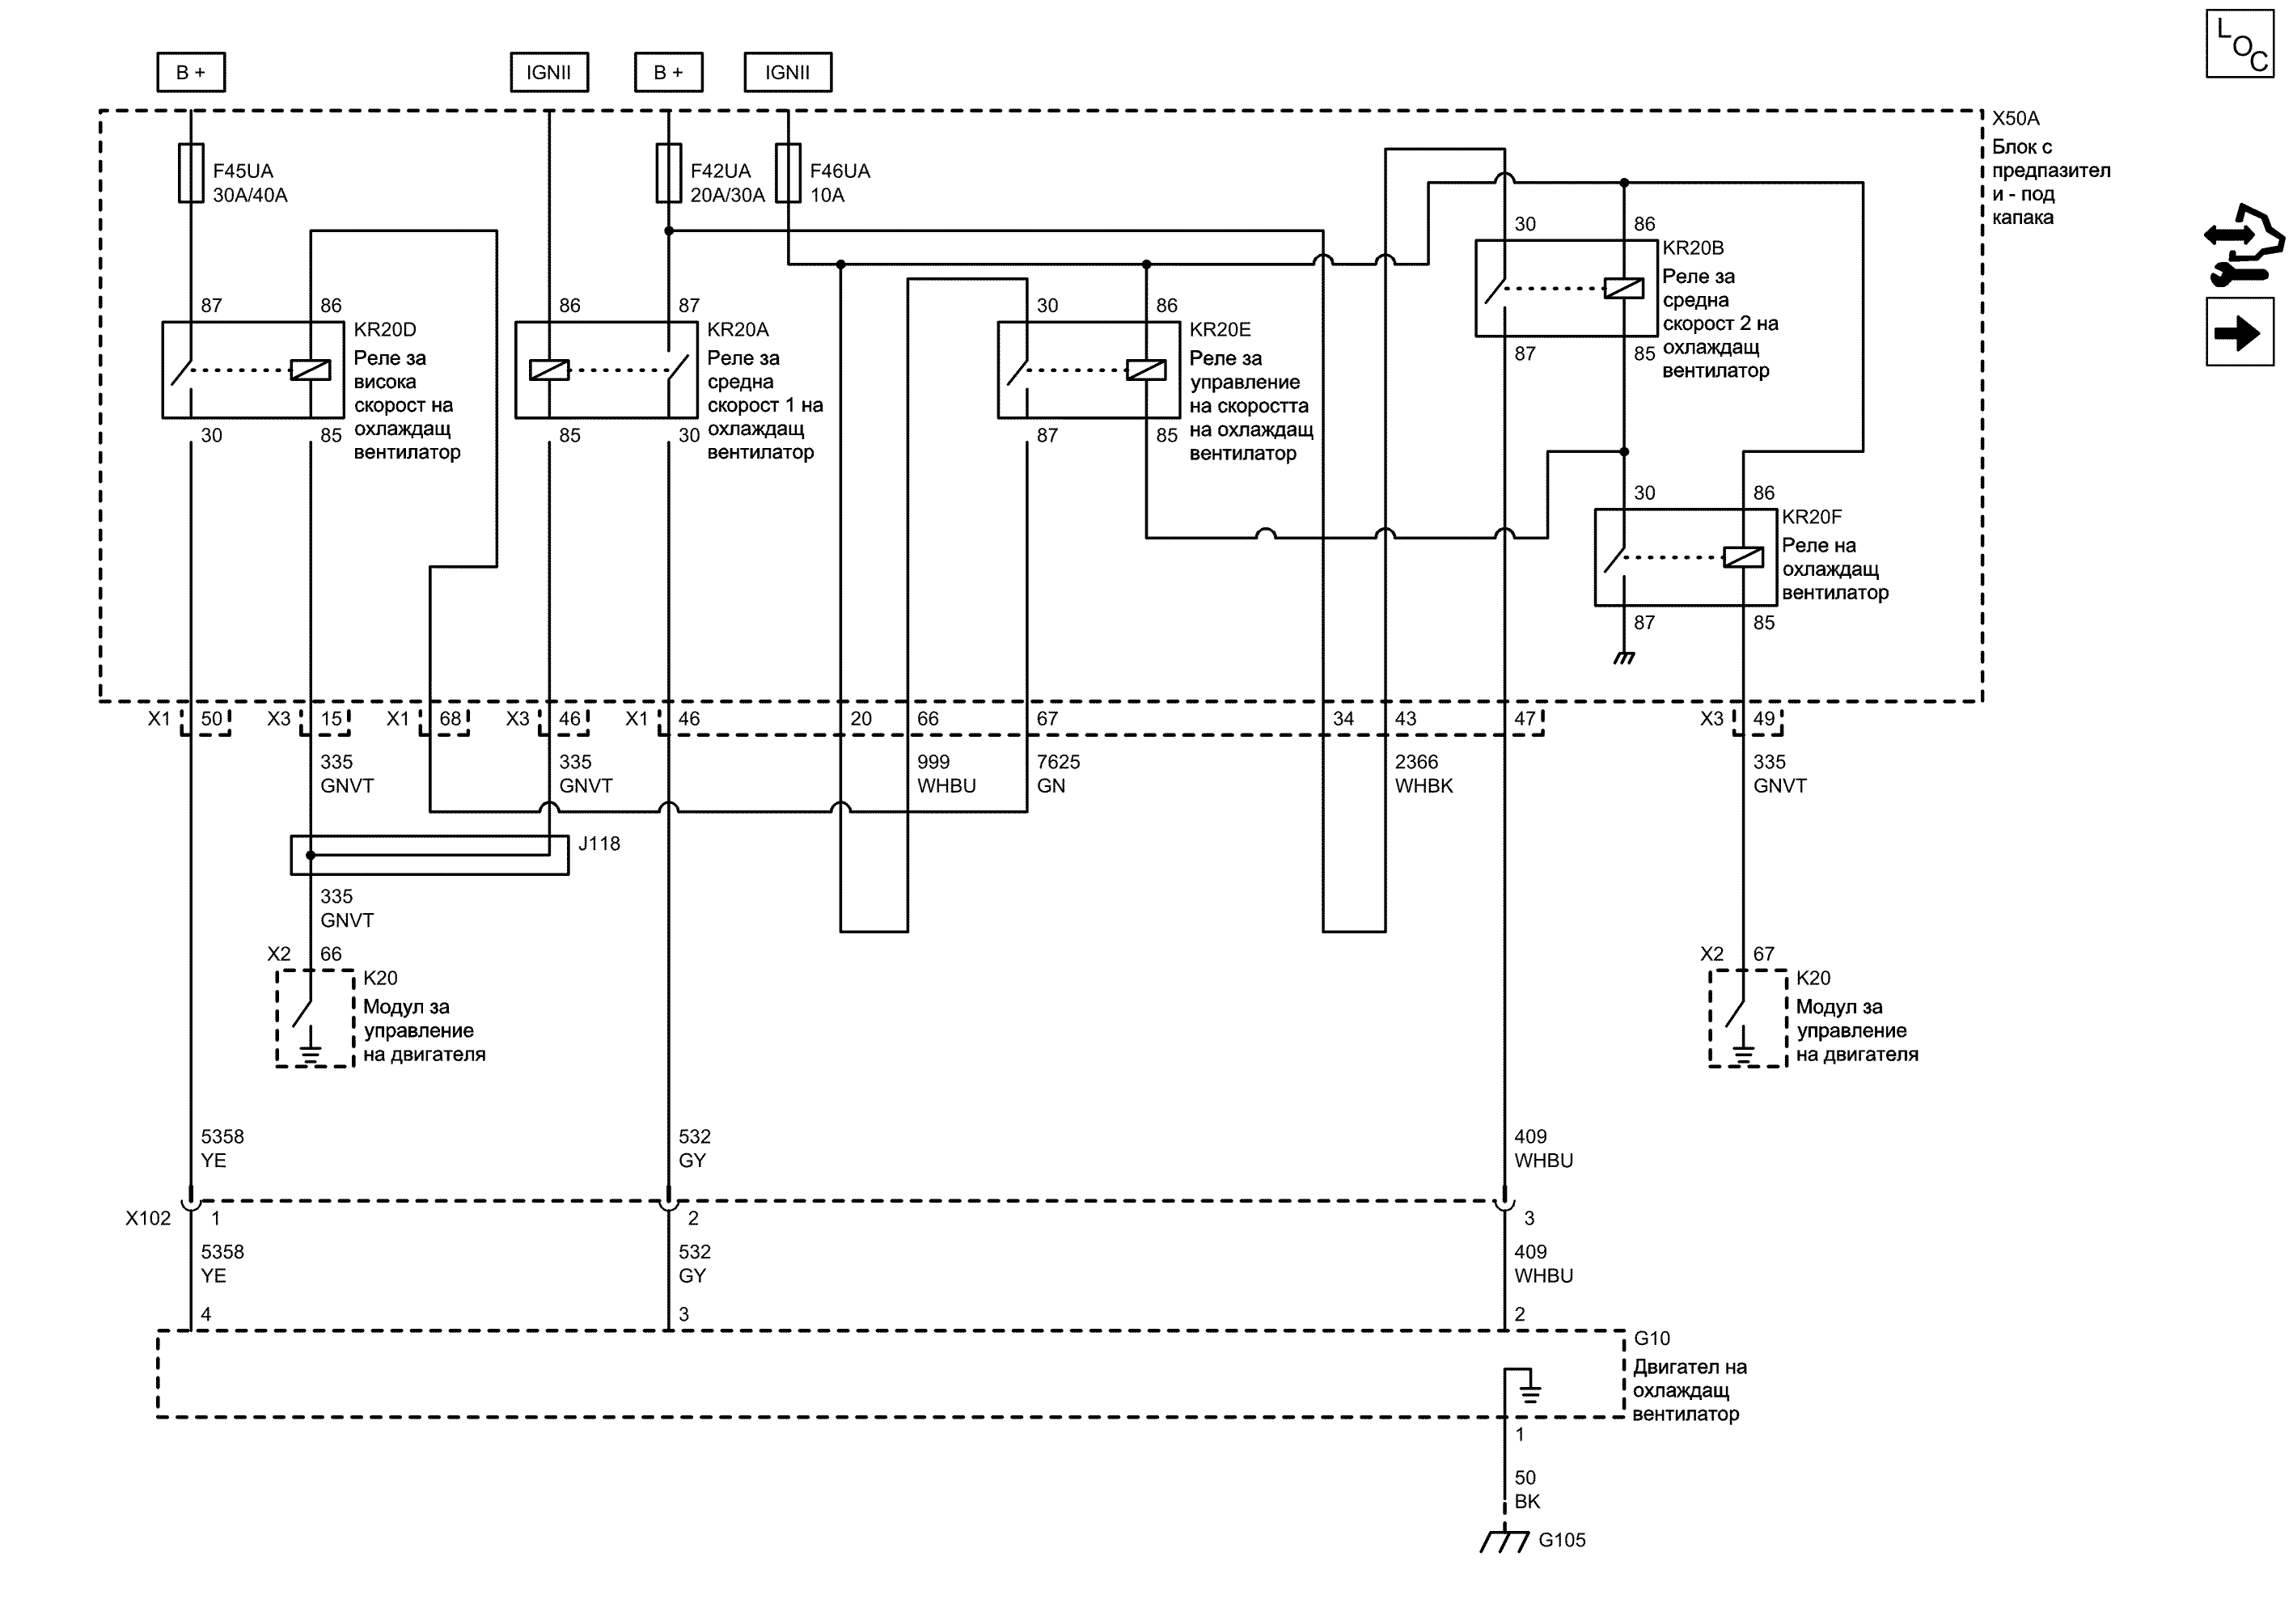 L
O
C
B +
IGNII
B +
IGNII
X50A
Блок с
предпазител
и - под
капака
F45UA
30A/40A
F42UA
20A/30A
F46UA
10A
30
86
KR20B
Реле за
средна
скорост 2 на
охлаждащ
вентилатор
87
85
87
86
KR20D
Реле за
висока
скорост на
охлаждащ
вентилатор
30
85
86
87
KR20A
Реле за
средна
скорост 1 на
охлаждащ
вентилатор
85
30
30
86
KR20E
Реле за
управление
на скоростта
на охлаждащ
вентилатор
87
85
30
86
KR20F
Реле на
охлаждащ
вентилатор
87
85
X1
50
X3
15
X1
68
X3
46
X1
46
20
66
67
34
43
47
X3
49
335
GNVT
335
GNVT
999
WHBU
7625
GN
2366
WHBK
335
GNVT
J118
335
GNVT
X2
66
K20
Модул за
управление
на двигателя
X2
67
K20
Модул за
управление
на двигателя
5358
YE
532
GY
409
WHBU
X102
1
2
3
5358
YE
532
GY
409
WHBU
4
3
2
G10
Двигател на
охлаждащ
вентилатор
1
50
BK
G105